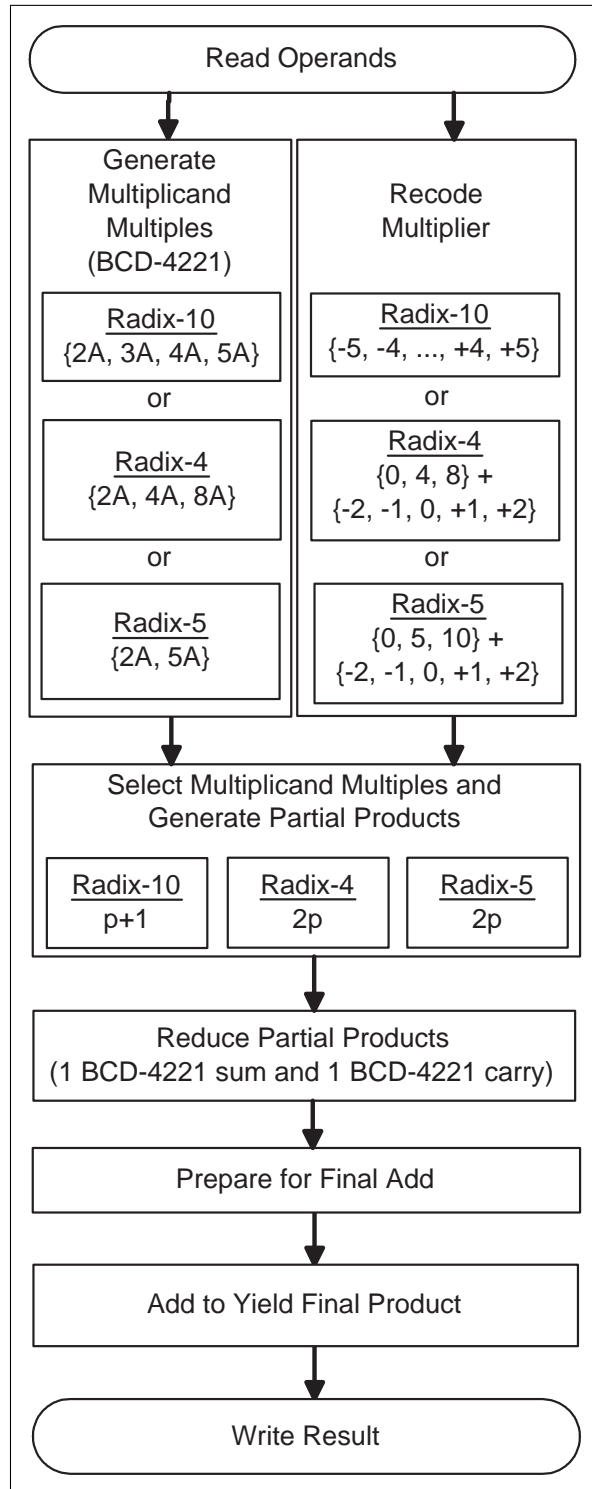 Read Operands
Generate
Multiplicand
Multiples
(BCD-4221)
Radix-10
{2A, 3A, 4A, 5A}
or
Radix-4
{2A, 4A, 8A}
or
Radix-5
{2A, 5A}
Recode
Multiplier
Radix-10
{-5, -4, ..., +4, +5}
or
Radix-4
{0, 4, 8} +
{-2, -1, 0, +1, +2}
or
Radix-5
{0, 5, 10} +
{-2, -1, 0, +1, +2}
Select Multiplicand Multiples and
Generate Partial Products
Radix-10
p+1
Radix-4
2p
Radix-5
2p
Reduce Partial Products
(1 BCD-4221 sum and 1 BCD-4221 carry)
Prepare for Final Add
Add to Yield Final Product
Write Result